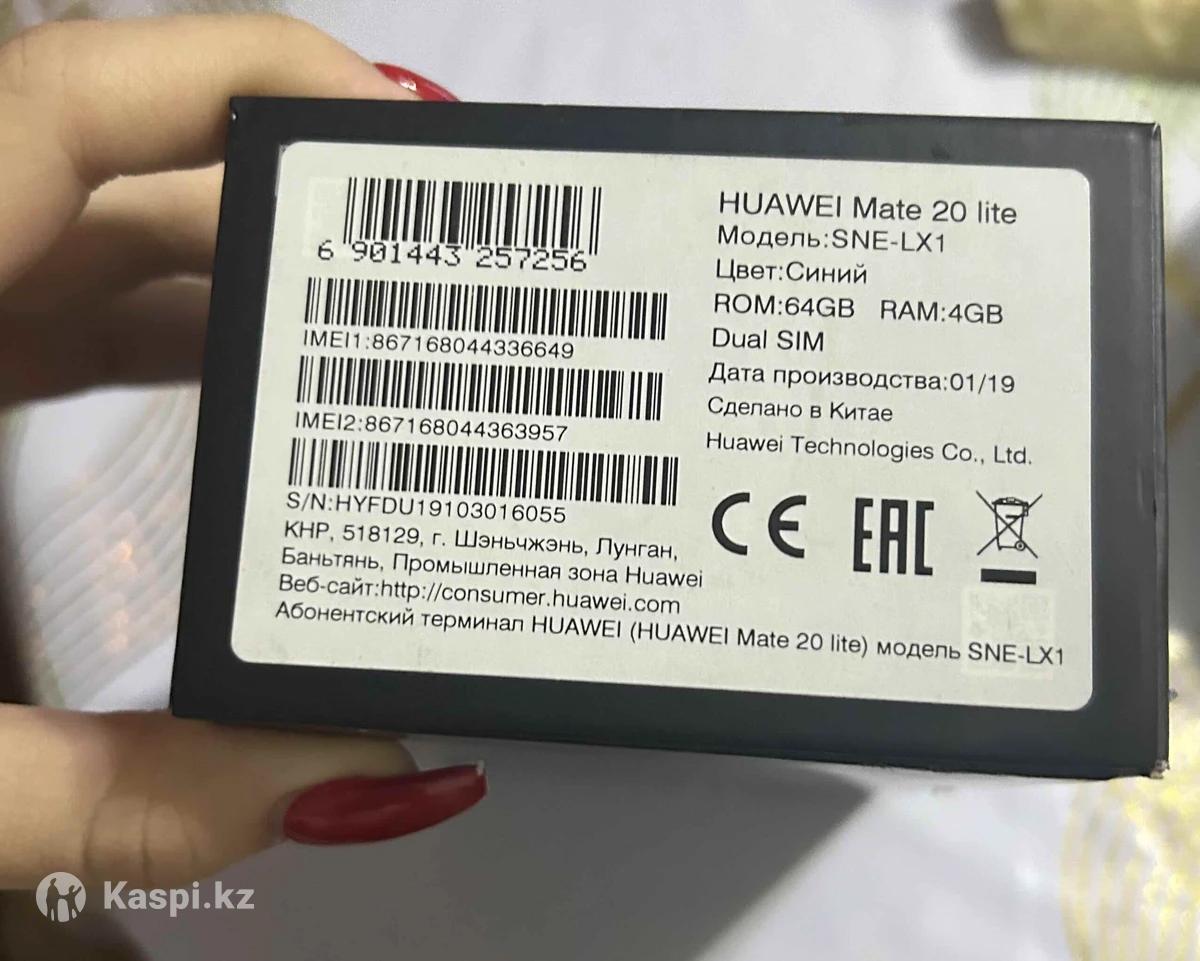 6 901443 257256
IMEI1:867168044336649
IMEI2:867168044363957
S/N:HYFDU19103016055
HUAWEI Mate 20 lite
Модель:SNE-LX1
Цвет:Синий
ROM:64GB RAM:4GB
Dual SIM
Дата производства:01/19
Сделано в Китае
Huawei Technologies Co., Ltd.
CE EAC
КНР, 518129, г. Шэньчжэнь, Лунган,
Баньтянь, Промышленная зона Huawei
Веб-сайт:http://consumer.huawei.com
Абонентский терминал HUAWEI (HUAWEI Mate 20 lite) модель SNE-LX1
Kaspi.kz